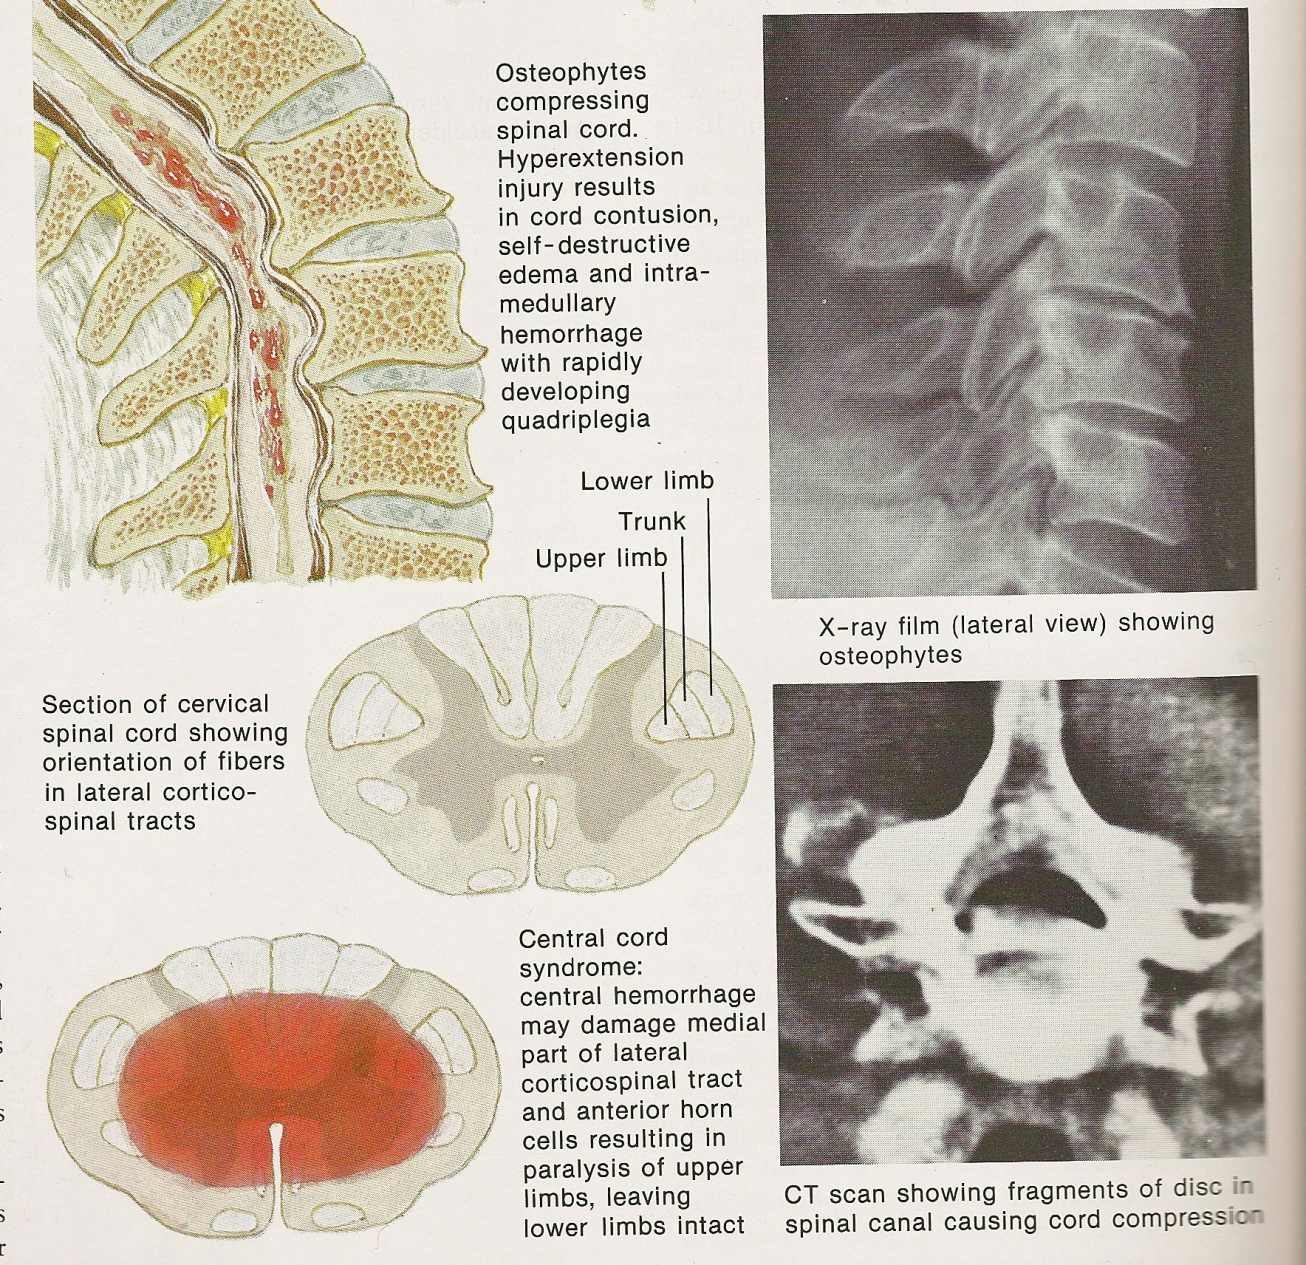 Osteophytes
compressing
spinal cord.
Hyperextension
injury results
in cord contusion,
self-destructive
edema and intra-
medullary
hemorrhage
with rapidly
developing
quadriplegia
Lower limb
Trunk
Upper limb
X-ray film (lateral view) showing
osteophytes
Section of cervical
spinal cord showing
orientation of fibers
in lateral cortico-
spinal tracts
Central cord
syndrome:
central hemorrhage
may damage medial
part of lateral
corticospinal tract
and anterior horn
cells resulting in
paralysis of upper
limbs, leaving
lower limbs intact
CT scan showing fragments of disc in
spinal canal causing cord compression